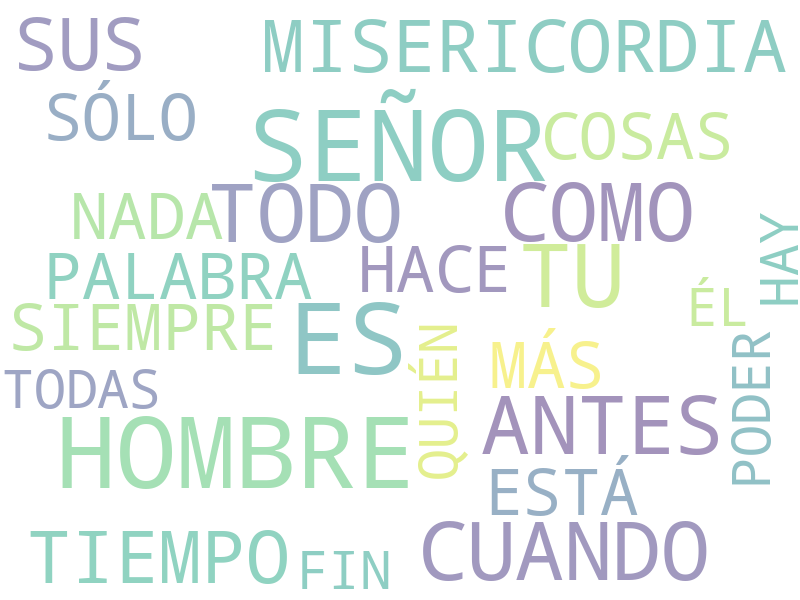 SUS
MISERICORDIA
SÓLO
SEÑOR
COSAS
NADA
TODO
COMO
HAY
PALABRA
HACE
TU
ÉL
SIEMPRE
ES
QUIÉN
MÁS
PODER
TODAS
HOMBRE
ANTES
ESTÁ
TIEMPO
FIN
CUANDO